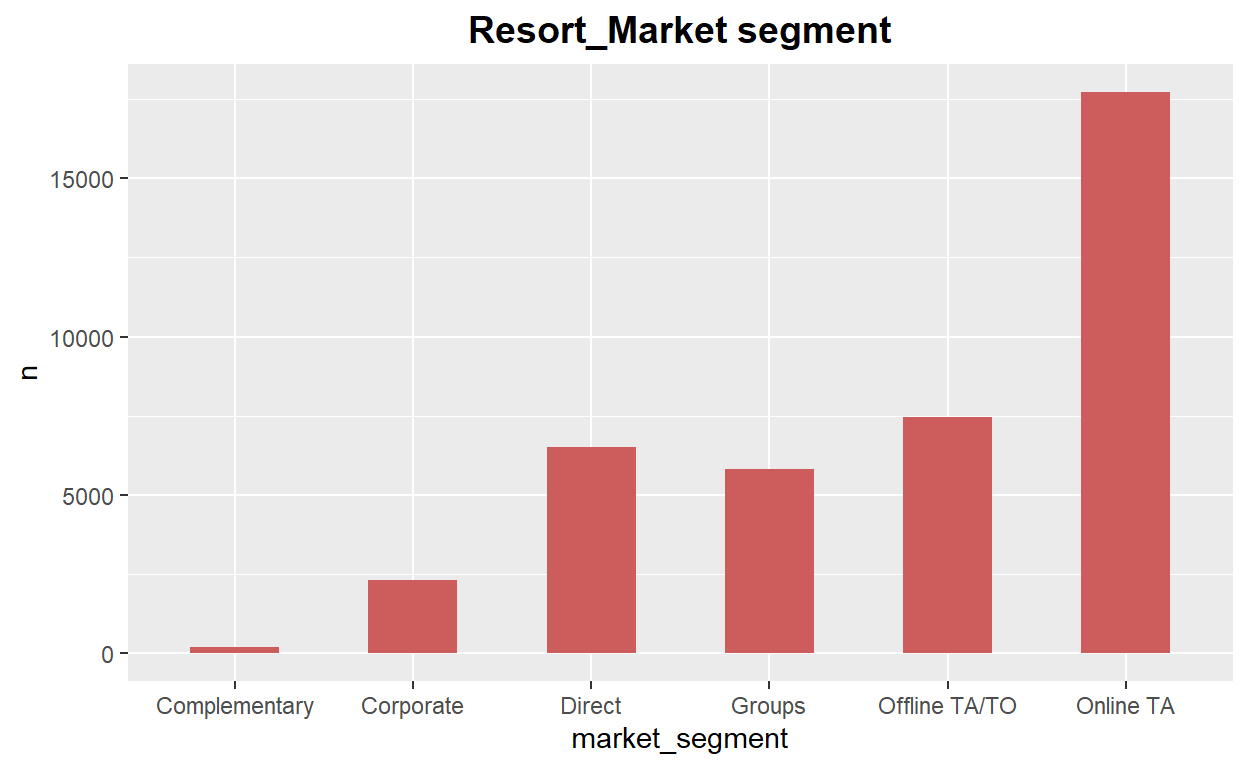 Resort_Market segment
n
15000
10000
5000
0
Complementary Corporate Direct Groups Offline TA/TO Online TA
market_segment